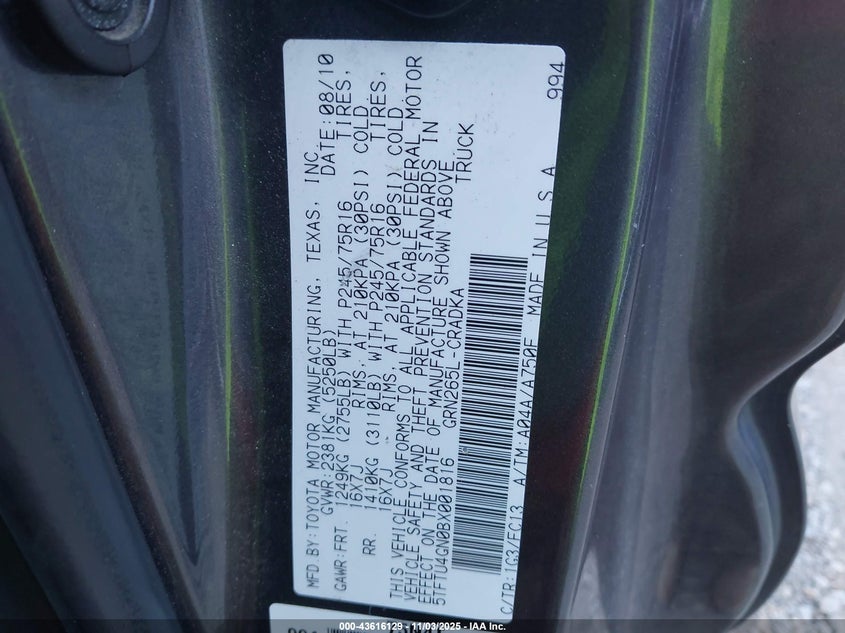 MFD BY: TOYOTA MOTOR MANUFACTURING, TEXAS, INC. DATE: 08/10
GVWR: 2381KG (5250LB)
GAWR: FRT. 1249KG (2755LB) WITH P245/75R16 TIRES,
16X7J RIMS, AT 210KPA (30PSI) COLD
RR. 1410KG (3110LB) WITH P245/75R16 TIRES,
16X7J RIMS, AT 210KPA (30PSI) COLD
THIS VEHICLE CONFORMS TO ALL APPLICABLE FEDERAL MOTOR
VEHICLE SAFETY AND THEFT PREVENTION STANDARDS IN
EFFECT ON THE DATE OF MANUFACTURE SHOWN ABOVE.
5TFTU4GN0BX001816 GRN265L-CRADKA TRUCK
C/TR: 1G3/FC13 A/TM: A04A/A750F MADE IN U S A 994
000-43616129 - 11/03/2025 - IAA Inc.